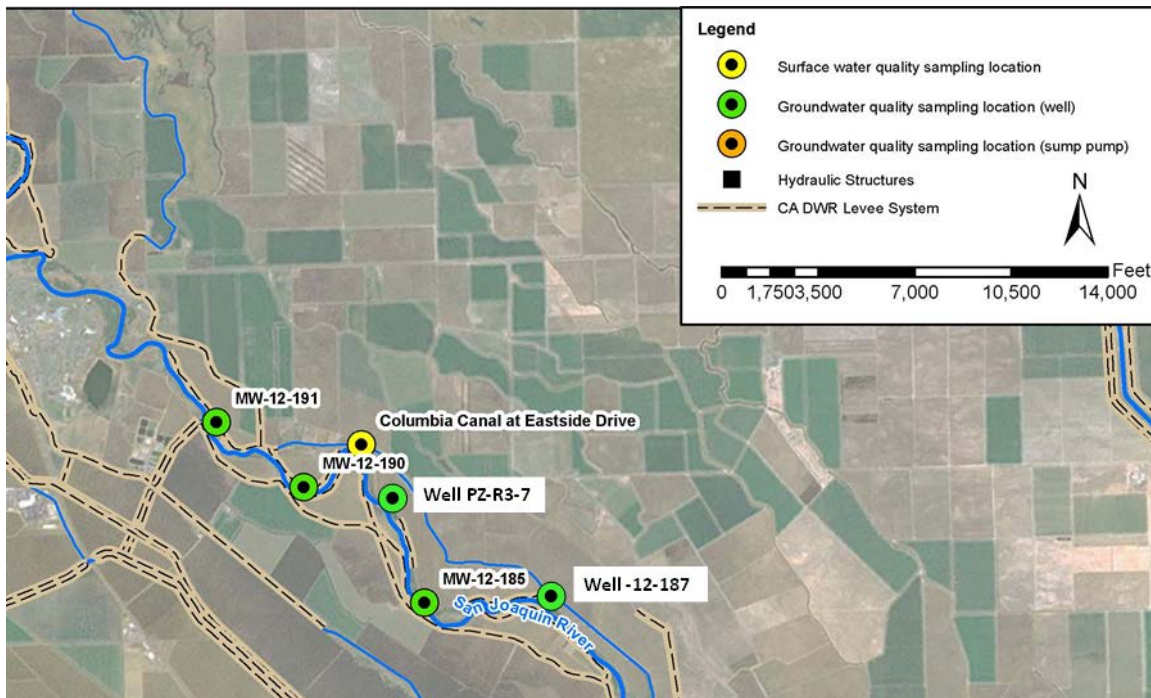 Legend
Surface water quality sampling location
Groundwater quality sampling location (well)
Groundwater quality sampling location (sump pump)
Hydraulic Structures
CA DWR Levee System
N
Feet
0 1,7503,500 7,000 10,500 14,000
MW-12-191
Columbia Canal at Eastside Drive
MW-12-190
Well PZ-R3-7
MW-12-185
Well -12-187
San Joaquin River